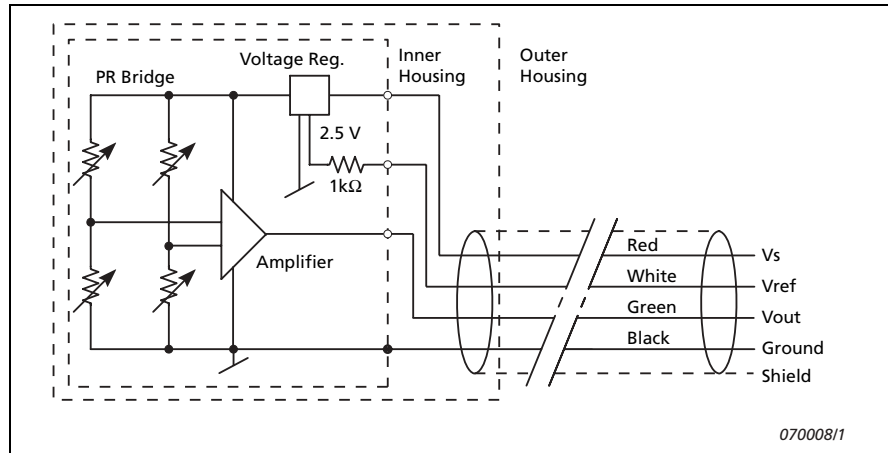 Voltage Reg.
Inner
Housing
Outer
Housing
PR Bridge
2.5 V
1kΩ
Amplifier
Red
Vs
White
Vref
Green
Vout
Black
Ground
Shield
070008/1